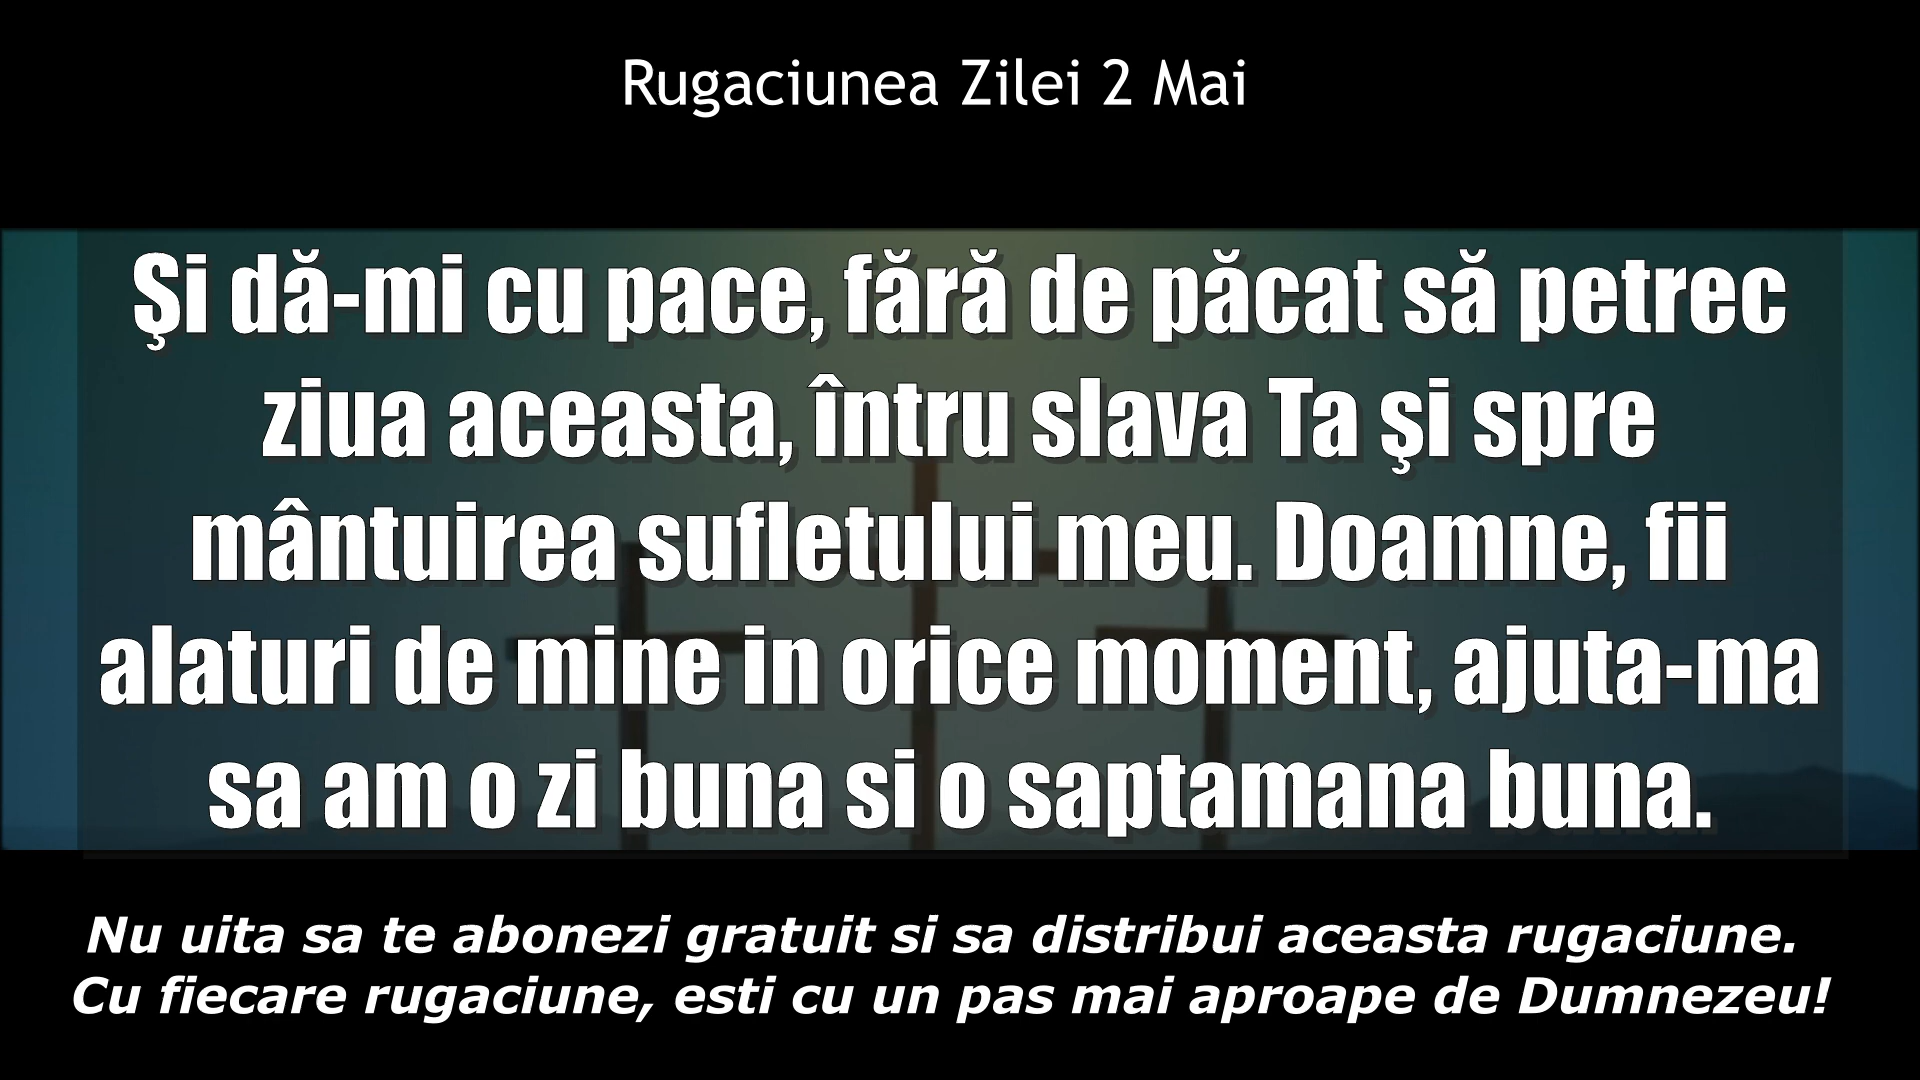 Rugaciunea Zilei 2 Mai
Şi dă-mi cu pace, fără de păcat să petrec
ziua aceasta, întru slava Ta şi spre
mântuirea sufletului meu. Doamne, fii
alaturi de mine in orice moment, ajuta-ma
sa am o zi buna si o saptamana buna.
Nu uita sa te abonezi gratuit si sa distribui aceasta rugaciune.
Cu fiecare rugaciune, esti cu un pas mai aproape de Dumnezeu!